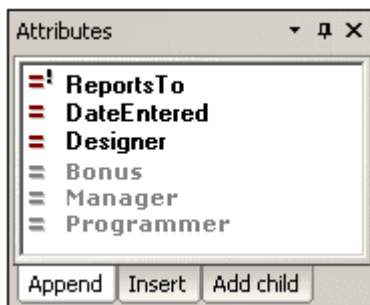 Attributes
=! ReportsTo
= DateEntered
= Designer
= Bonus
= Manager
= Programmer
Append Insert Add child